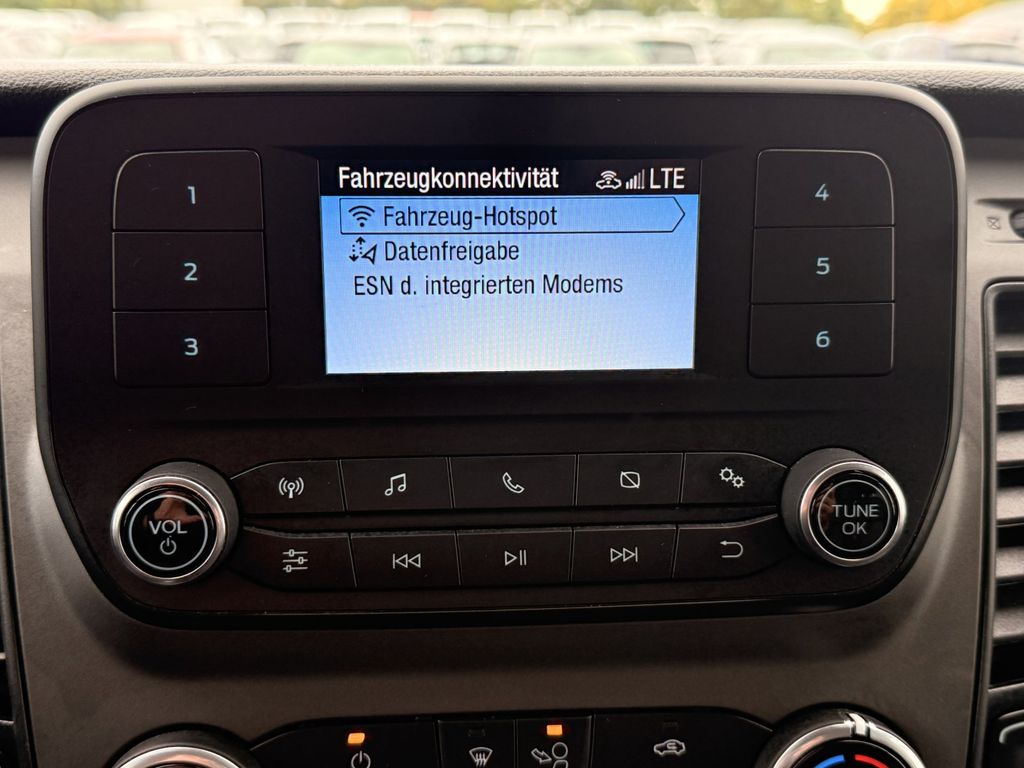 Fahrzeugkonnektivität LTE
Fahrzeug-Hotspot
Datenfreigabe
ESN d. integrierten Modems
1
2
3
4
5
6
VOL
TUNE
OK